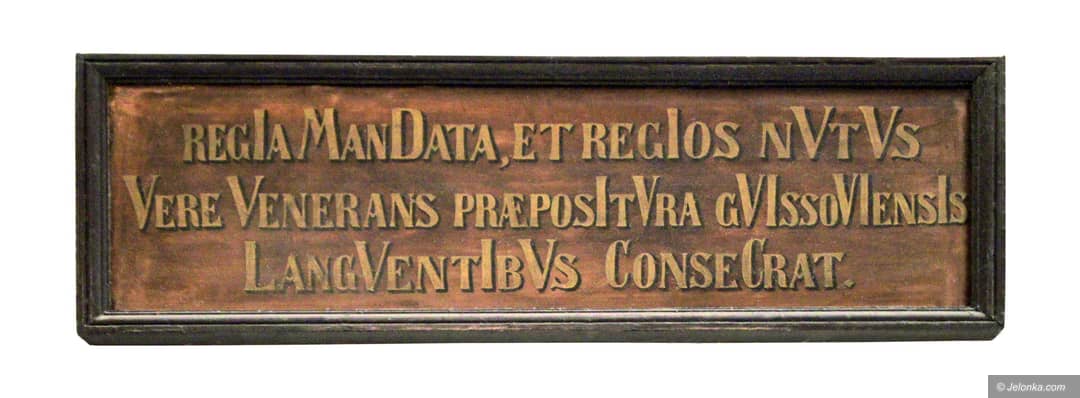 REGIA MANDATA, ET REGIOS NVTVS
VERE VENERANS PRÆPOSITVRA GVISSOVIENSIS
LANGVENTIBVS CONSECRAT.
© Jelonka.com